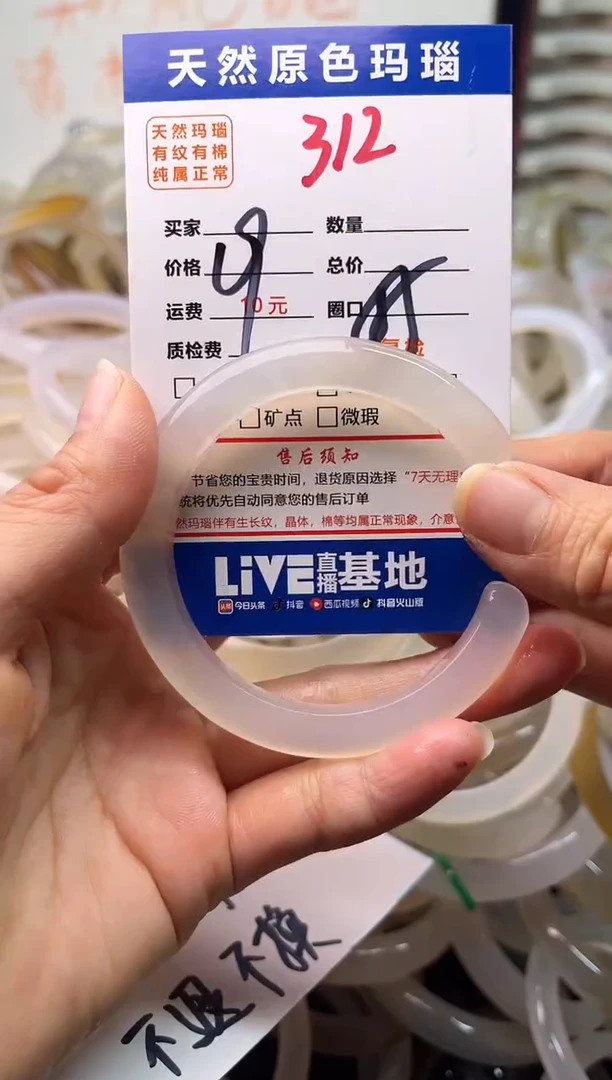 天然原色玛瑙
天然玛瑙
有纹有棉
纯属正常
312
买家
数量
价格
总价
运费 10元
圈口
质检费
复检
矿点 微瑕
售后须知
节省您的宝贵时间，退货原因选择“7天无理
统将优先自动同意您的售后订单
然玛瑙伴有生长纹，晶体，棉等均属正常现象，介意
LiVE直播基地
头条 今日头条 抖音 西瓜视频 抖音火山版
不退不换